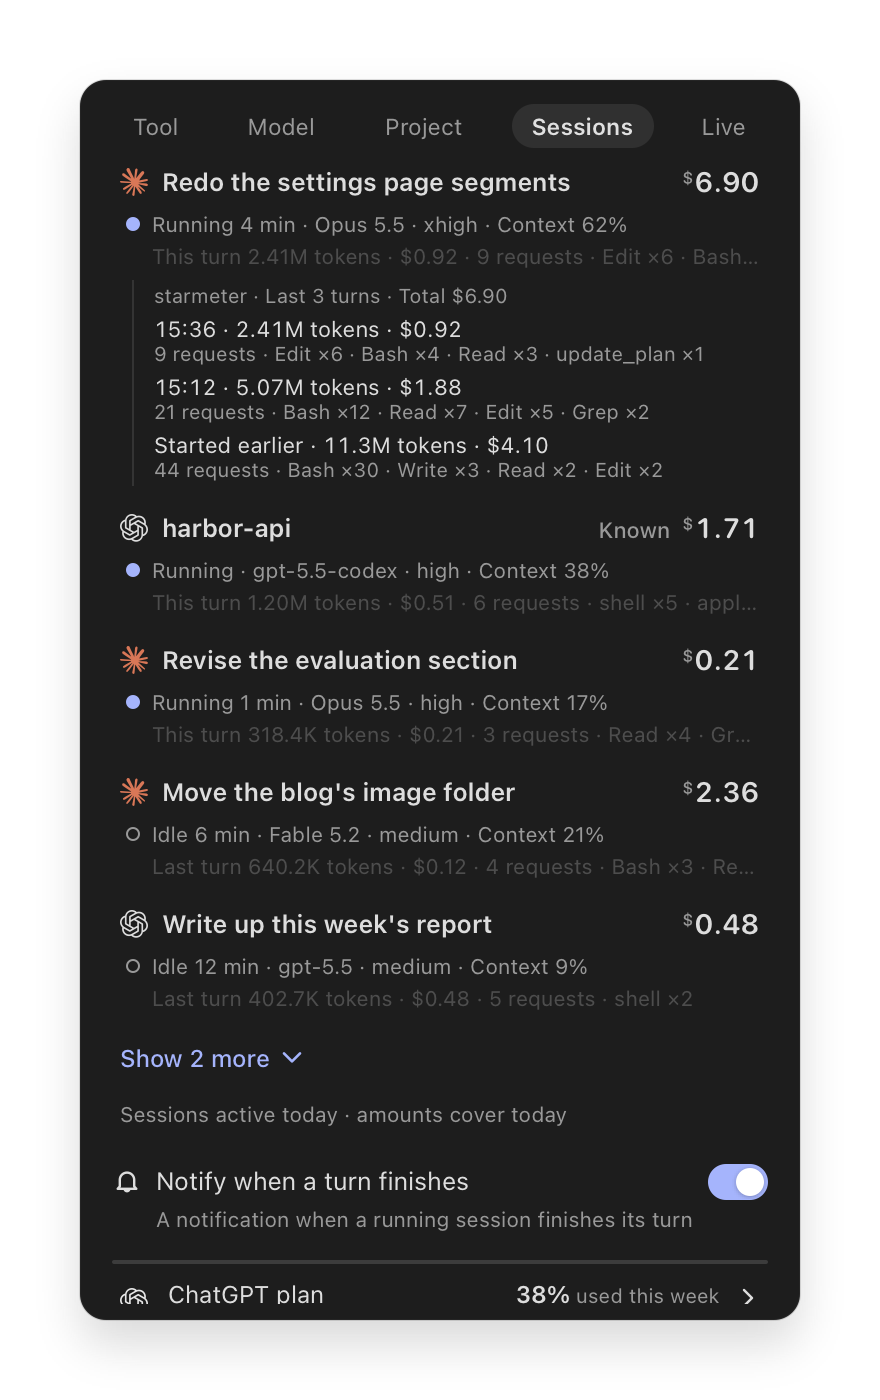 Tool Model Project Sessions Live
Redo the settings page segments $6.90
Running 4 min · Opus 5.5 · xhigh · Context 62%
This turn 2.41M tokens · $0.92 · 9 requests · Edit ×6 · Bash...
starmeter · Last 3 turns · Total $6.90
15:36 · 2.41M tokens · $0.92
9 requests · Edit ×6 · Bash ×4 · Read ×3 · update_plan ×1
15:12 · 5.07M tokens · $1.88
21 requests · Bash ×12 · Read ×7 · Edit ×5 · Grep ×2
Started earlier · 11.3M tokens · $4.10
44 requests · Bash ×30 · Write ×3 · Read ×2 · Edit ×2
harbor-api Known $1.71
Running · gpt-5.5-codex · high · Context 38%
This turn 1.20M tokens · $0.51 · 6 requests · shell ×5 · appl...
Revise the evaluation section $0.21
Running 1 min · Opus 5.5 · high · Context 17%
This turn 318.4K tokens · $0.21 · 3 requests · Read ×4 · Gr...
Move the blog's image folder $2.36
Idle 6 min · Fable 5.2 · medium · Context 21%
Last turn 640.2K tokens · $0.12 · 4 requests · Bash ×3 · Re...
Write up this week's report $0.48
Idle 12 min · gpt-5.5 · medium · Context 9%
Last turn 402.7K tokens · $0.48 · 5 requests · shell ×2
Show 2 more
Sessions active today · amounts cover today
Notify when a turn finishes
A notification when a running session finishes its turn
ChatGPT plan 38% used this week